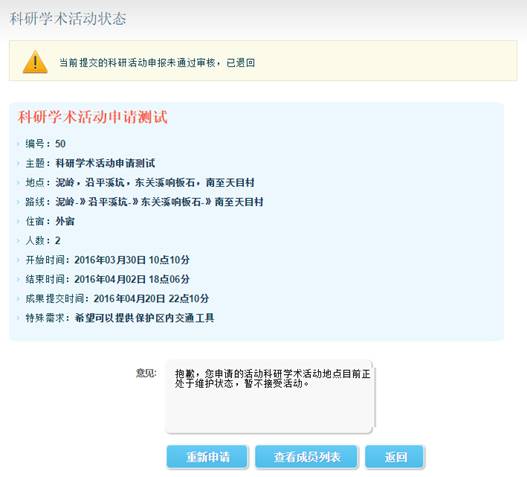 科研学术活动状态
当前提交的科研活动申报未通过审核，已退回
科研学术活动申请测试
编号：50
主题：科研学术活动申请测试
地点：泥岭，沿平溪坑，东关溪响板石，南至天目村
路线：泥岭-》沿平溪坑-》东关溪响板石-》南至天目村
住宿：外宿
人数：2
开始时间：2016年03月30日 10点10分
结束时间：2016年04月02日 18点06分
成果提交时间：2016年04月20日 22点10分
特殊需求：希望可以提供保护区内交通工具
意见:
抱歉，您申请的活动科研学术活动地点目前正
处于维护状态，暂不接受活动。
重新申请 查看成员列表 返回